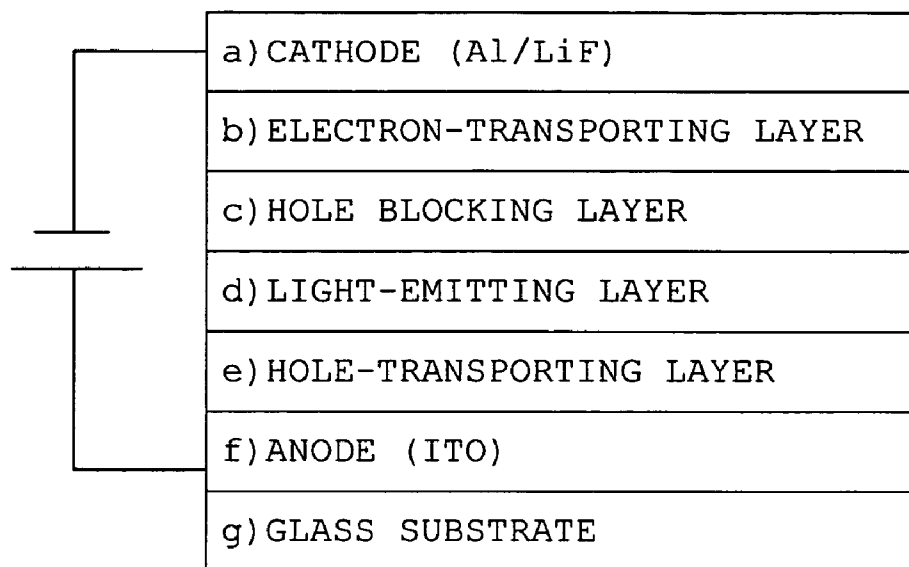 a)CATHODE (Al/LiF)
b)ELECTRON-TRANSPORTING LAYER
c)HOLE BLOCKING LAYER
d)LIGHT-EMITTING LAYER
e)HOLE-TRANSPORTING LAYER
f)ANODE (ITO)
g)GLASS SUBSTRATE